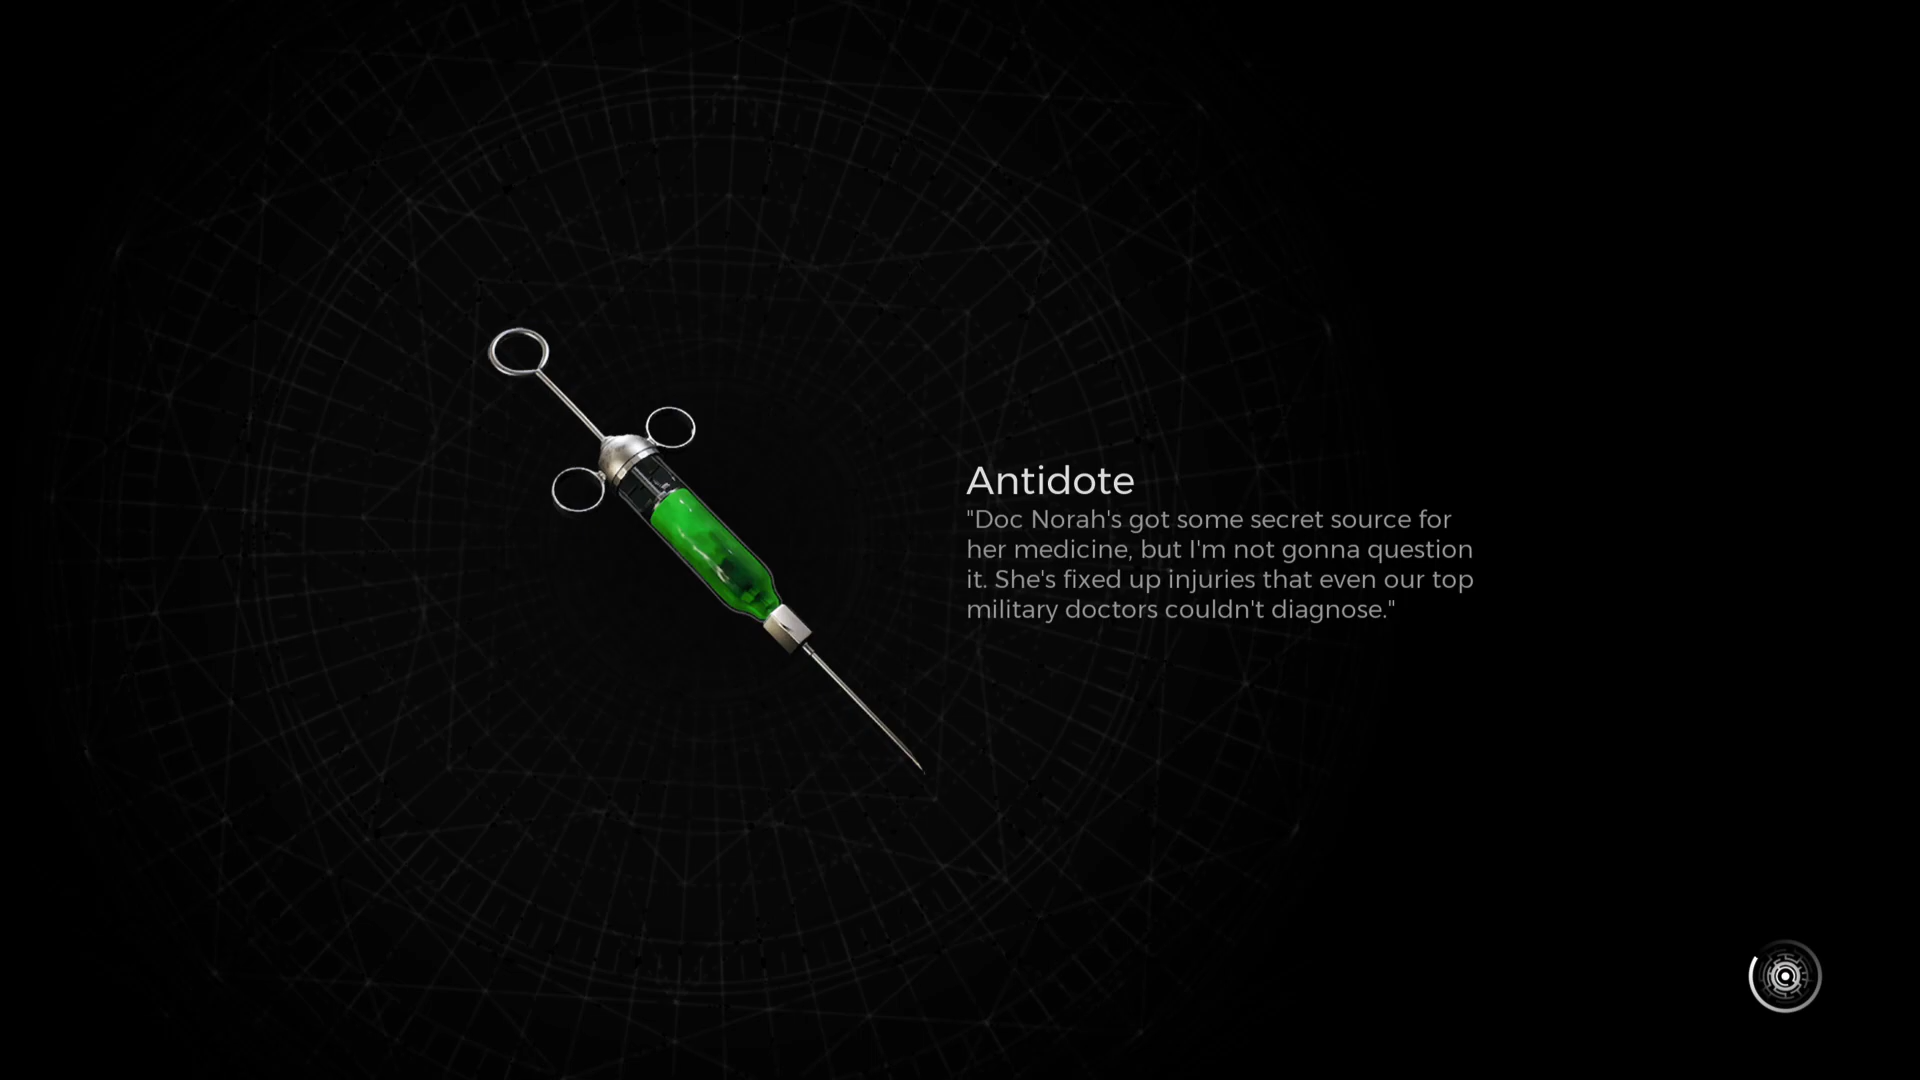 Antidote
"Doc Norah's got some secret source for
her medicine, but I'm not gonna question
it. She's fixed up injuries that even our top
military doctors couldn't diagnose."